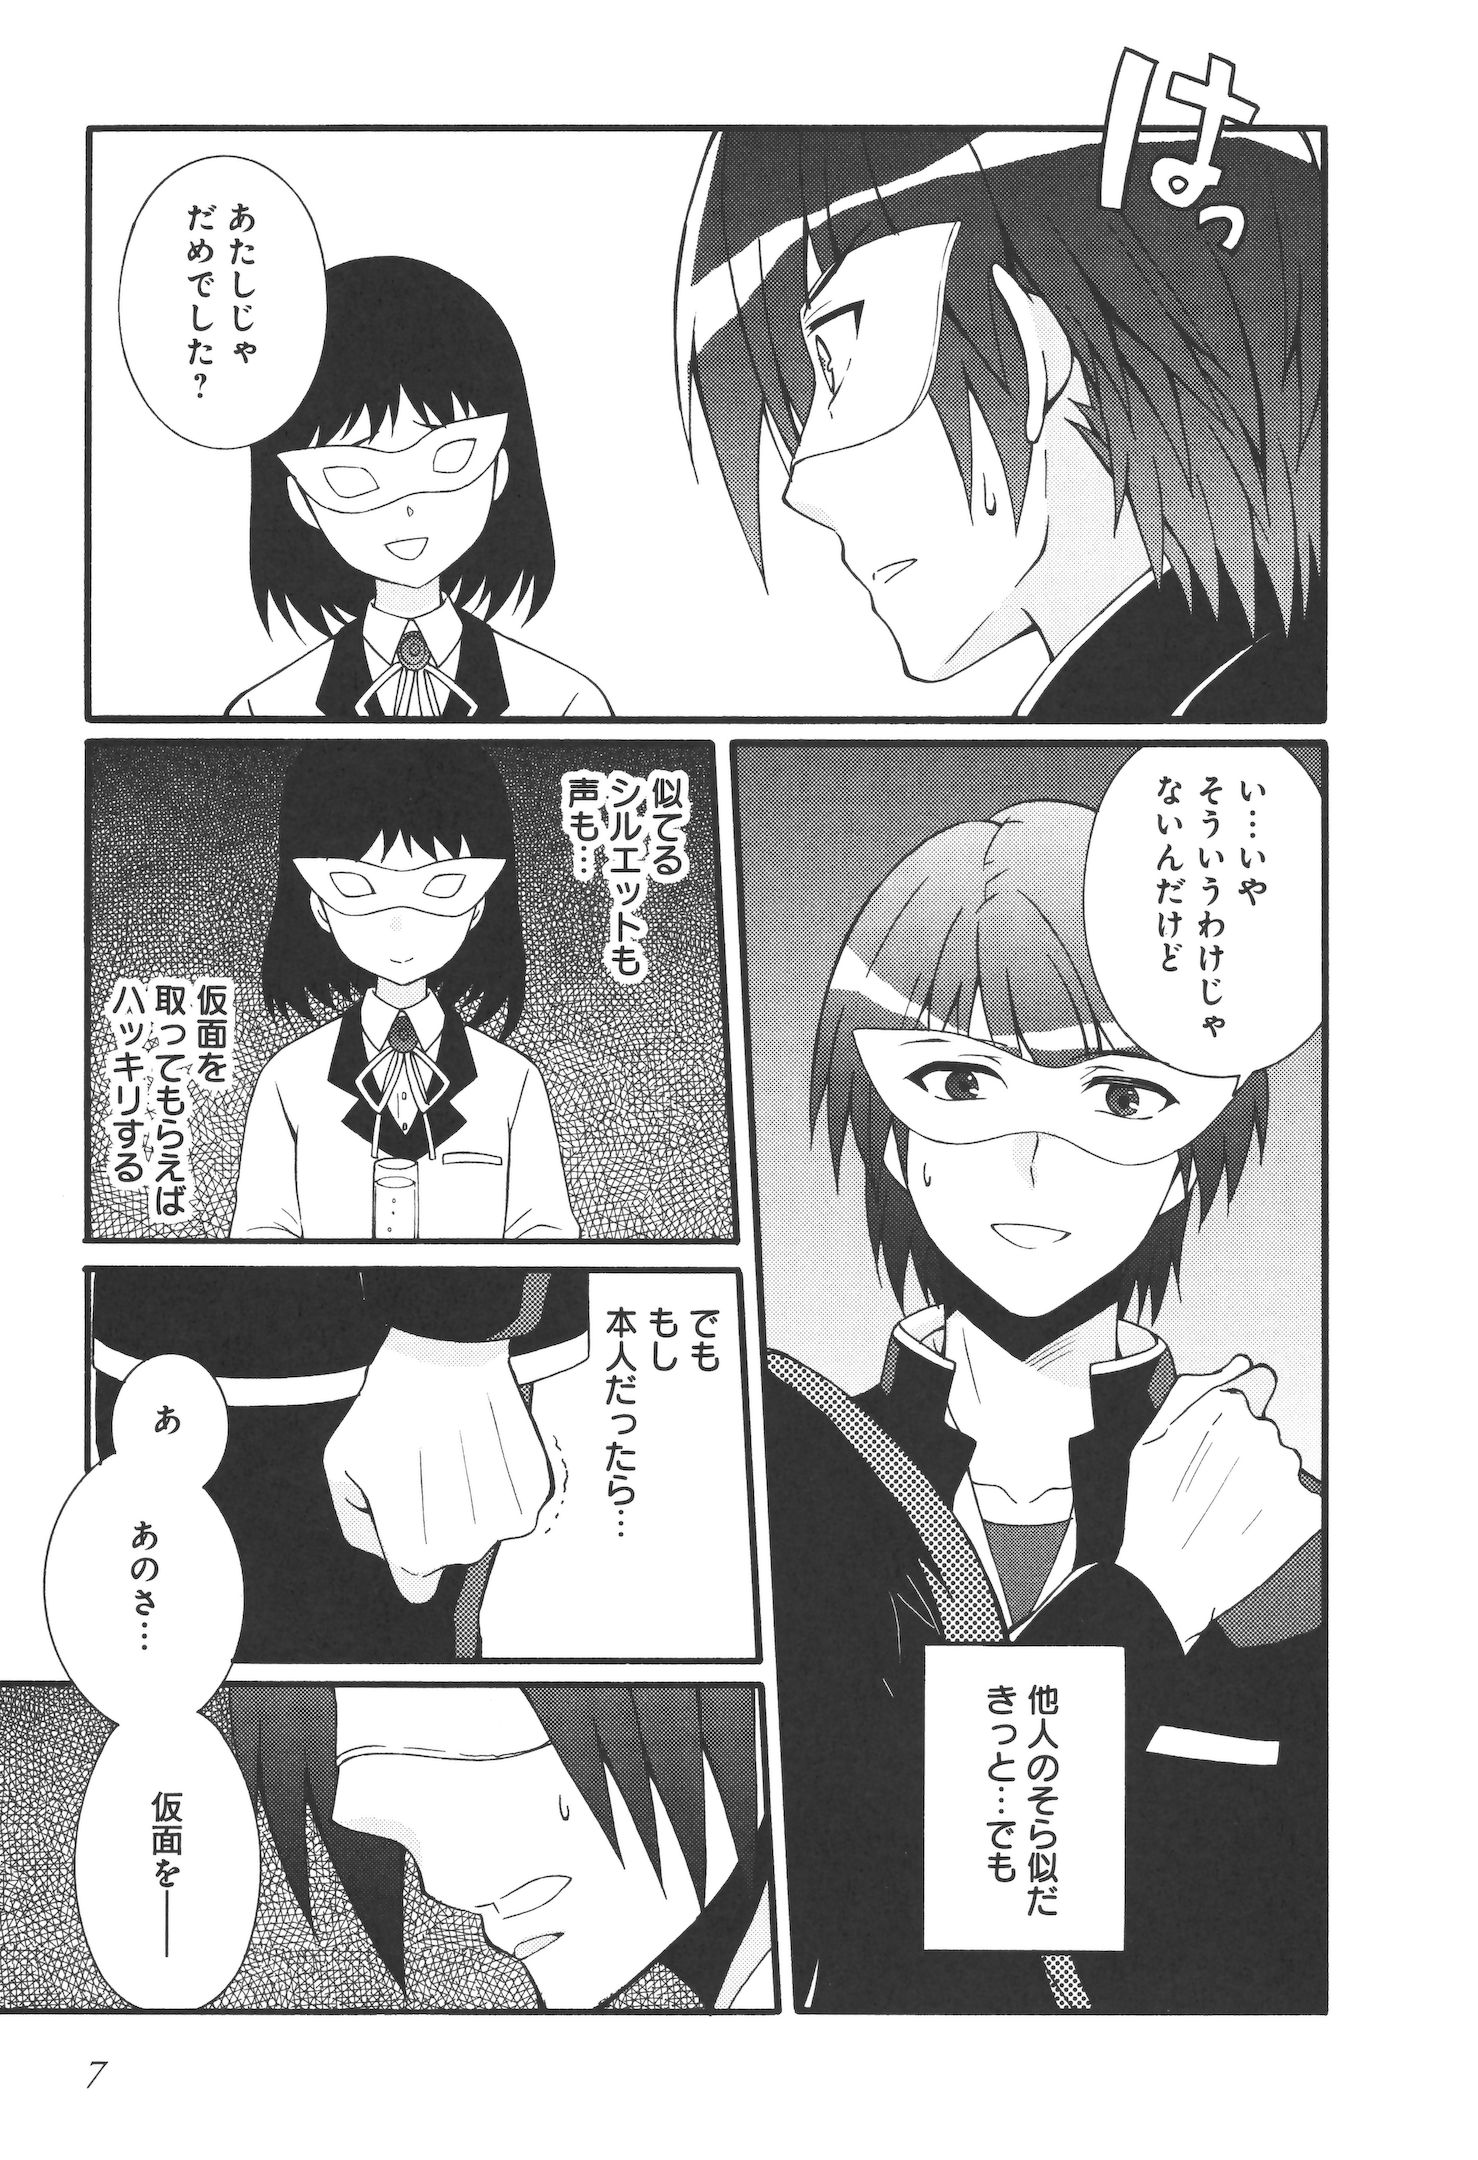 はっ
あたしじゃ
だめでした?
い…いや
そういうわけじゃ
ないんだけど
他人のそら似だ
きっと…でも
似てる
シルエットも
声も…
仮面を
取ってもらえば
ハッキリする
でも
もし
本人だったら…
あ
あのさ…
仮面を──
7